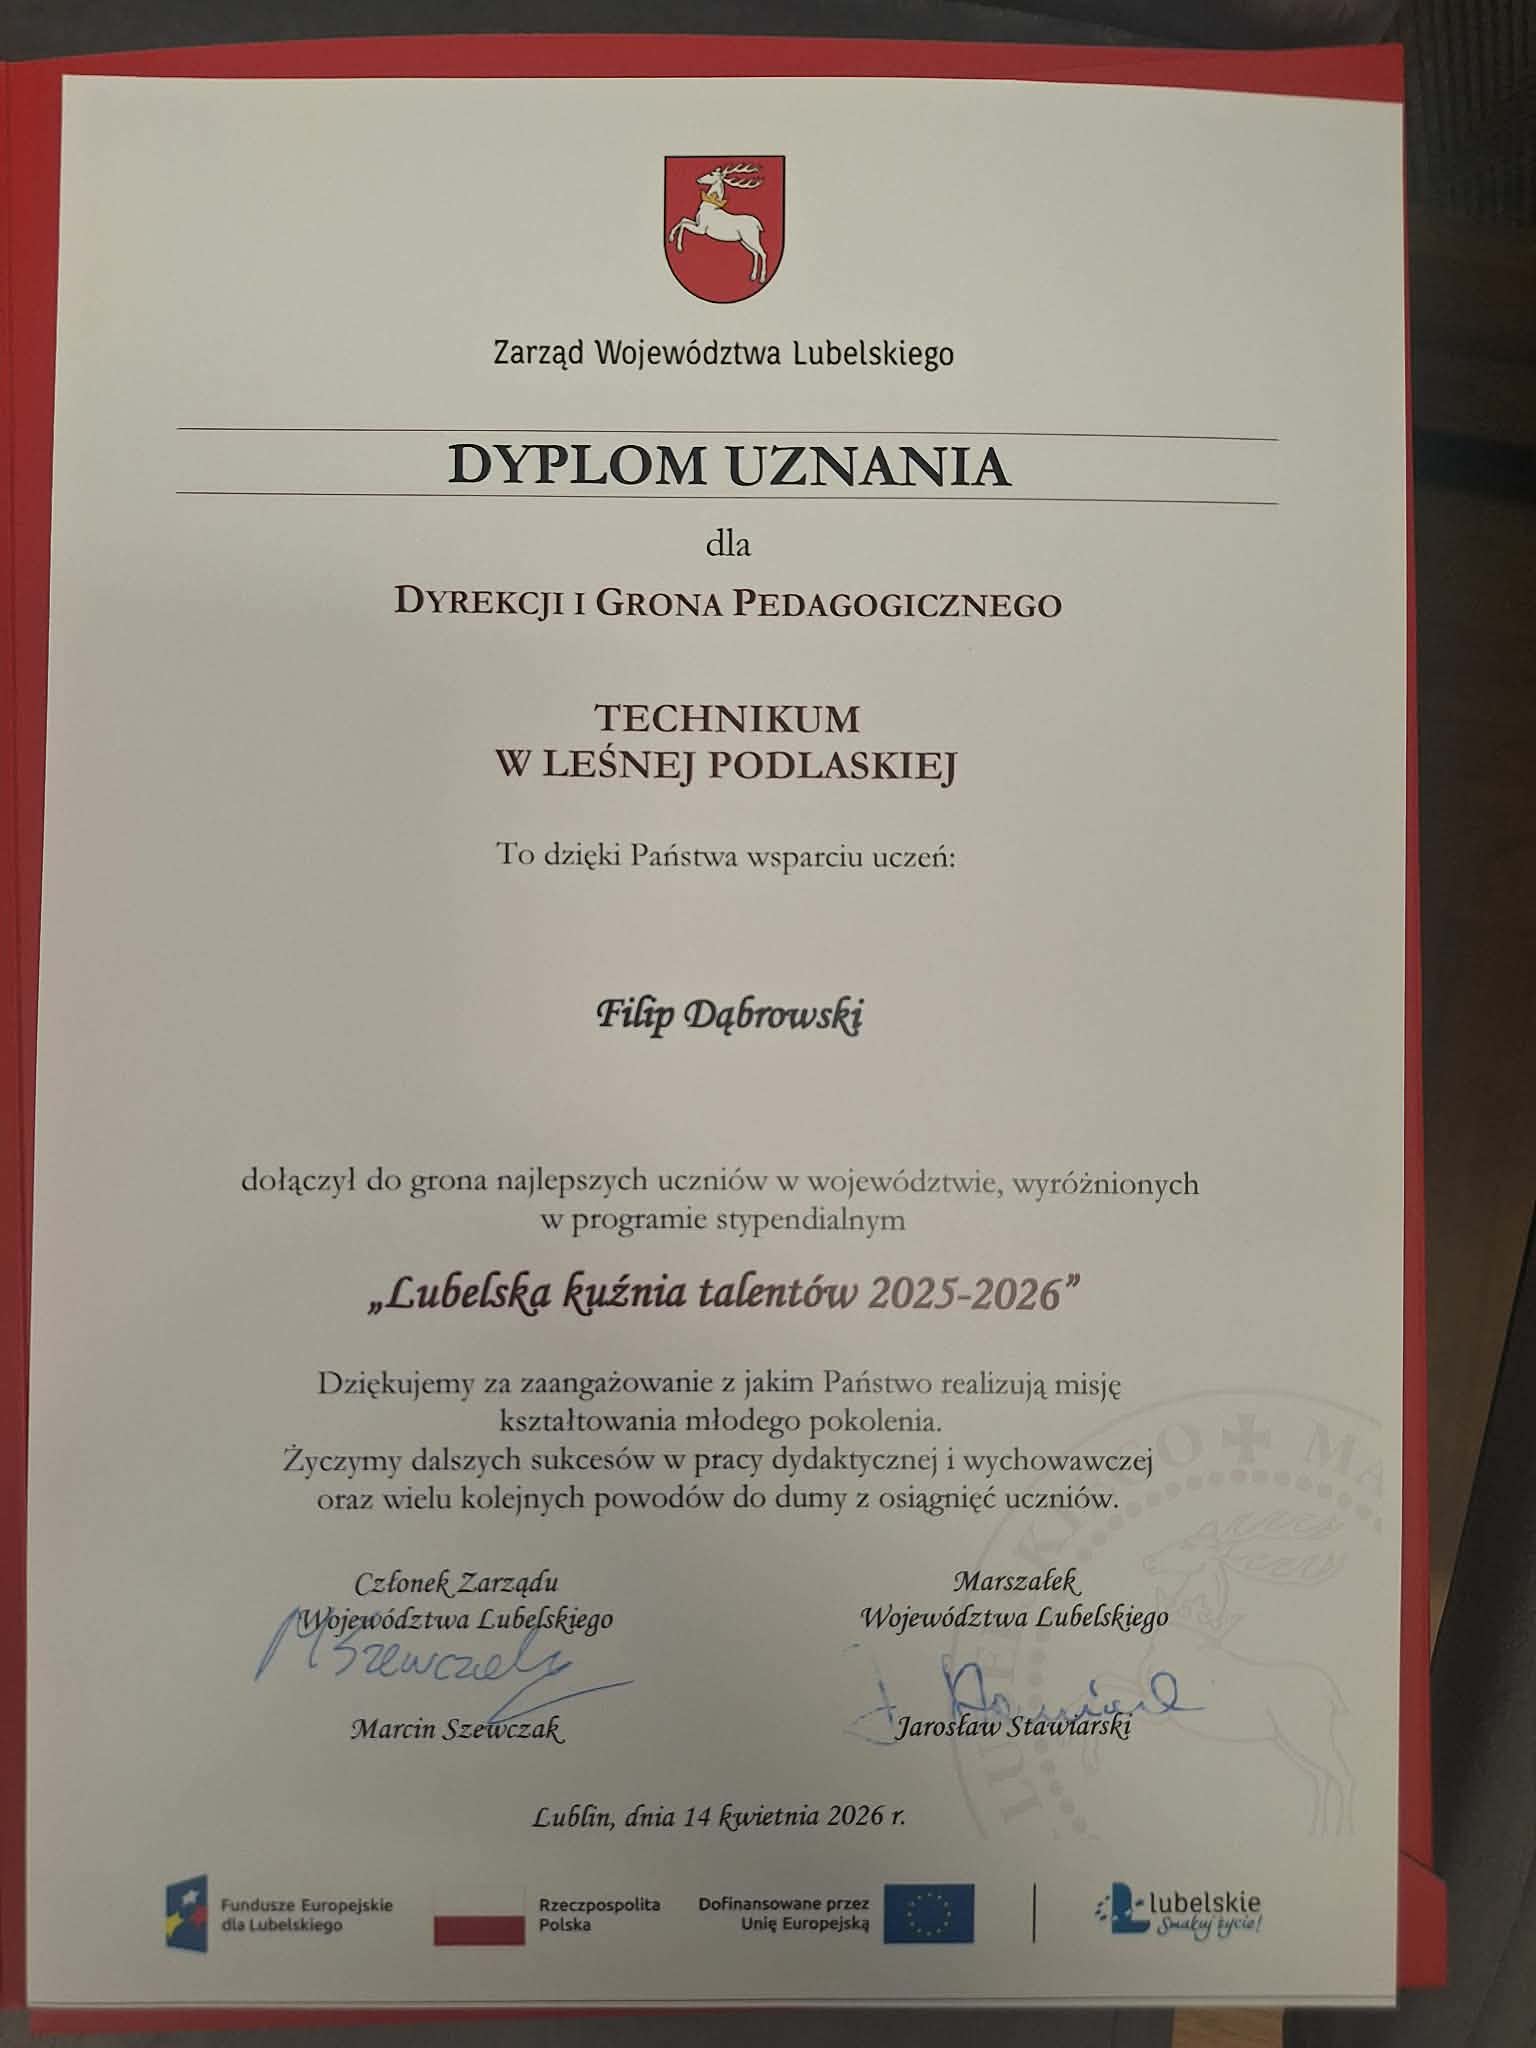 Zarząd Województwa Lubelskiego
DYPLOM UZNANIA
dla
DYREKCJI I GRONA PEDAGOGICZNEGO
TECHNIKUM
W LEŚNEJ PODLASKIEJ
To dzięki Państwa wsparciu uczeń:
Filip Dąbrowski
dołączył do grona najlepszych uczniów w województwie, wyróżnionych
w programie stypendialnym
„Lubelska kuźnia talentów 2025-2026”
Dziękujemy za zaangażowanie z jakim Państwo realizują misję
kształtowania młodego pokolenia.
Życzymy dalszych sukcesów w pracy dydaktycznej i wychowawczej
oraz wielu kolejnych powodów do dumy z osiągnięć uczniów.
Członek Zarządu
Województwa Lubelskiego
M Szewczak
Marcin Szewczak
Marszałek
Województwa Lubelskiego
Jarosław Stawiarski
Lublin, dnia 14 kwietnia 2026 r.
Fundusze Europejskie
dla Lubelskiego
Rzeczpospolita
Polska
Dofinansowane przez
Unię Europejską
lubelskie
Smakuj życie!